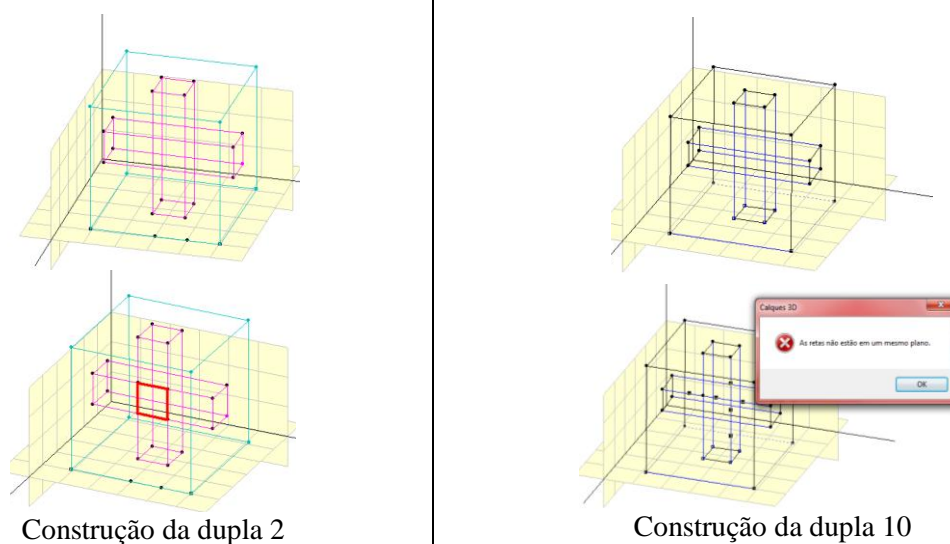 Calques 3D
As retas não estão em um mesmo plano.
OK
Construção da dupla 2
Construção da dupla 10